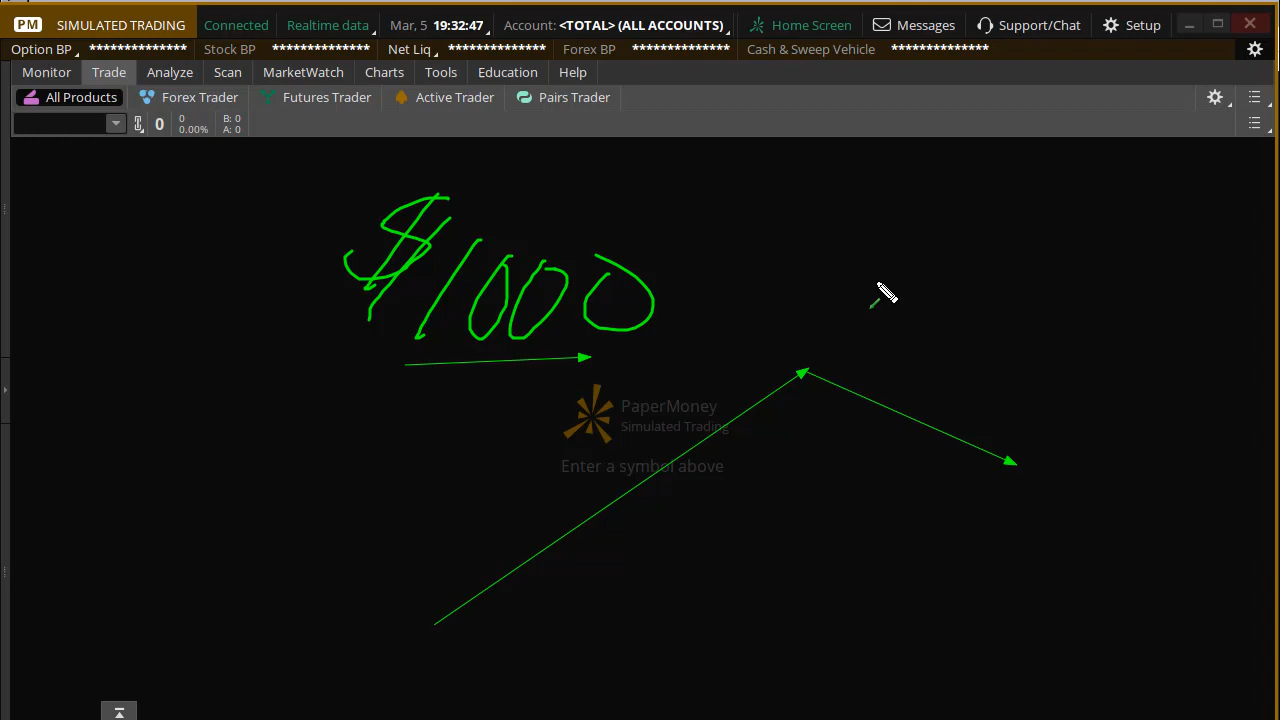 PM SIMULATED TRADING Connected Realtime data Mar, 5 19:32:47 Account: <TOTAL> (ALL ACCOUNTS) Home Screen Messages Support/Chat Setup
Option BP ************** Stock BP ************** Net Liq ************** Forex BP ************** Cash & Sweep Vehicle **************
Monitor Trade Analyze Scan MarketWatch Charts Tools Education Help
All Products Forex Trader Futures Trader Active Trader Pairs Trader
0 0 B: 0
0.00% A: 0
$1000
PaperMoney
Simulated Trading
Enter a symbol above